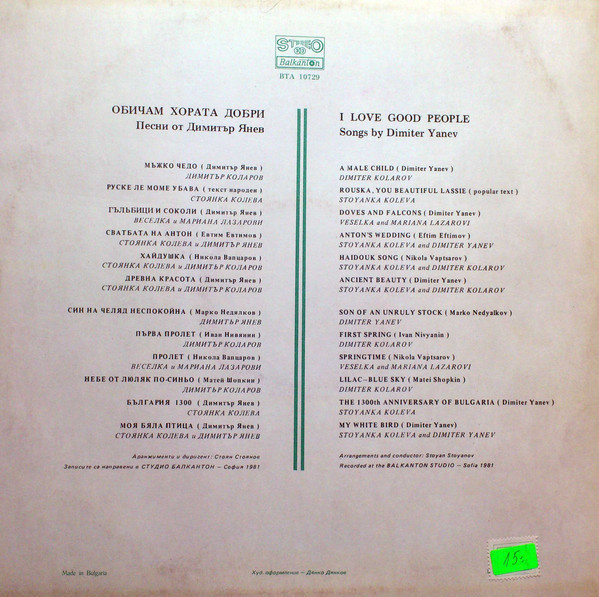 STEREO
Balkanton
BTA 10729
ОБИЧАМ ХОРАТА ДОБРИ
Песни от Димитър Янев
МЪЖКО ЧЕДО ( Димитър Янев )
ДИМИТЪР КОЛАРОВ
РУСКЕ ЛЕ МОМЕ УБАВА ( текст народен )
СТОЯНКА КОЛЕВА
ГЪЛЪБИЦИ И СОКОЛИ ( Димитър Янев )
ВЕСЕЛКА и МАРИАНА ЛАЗАРОВИ
СВАТБАТА НА АНТОН ( Евтим Евтимов )
СТОЯНКА КОЛЕВА и ДИМИТЪР ЯНЕВ
ХАЙДУШКА ( Никола Вапцаров )
СТОЯНКА КОЛЕВА и ДИМИТЪР КОЛАРОВ
ДРЕВНА КРАСОТА ( Димитър Янев )
СТОЯНКА КОЛЕВА и ДИМИТЪР КОЛАРОВ
СИН НА ЧЕЛЯД НЕСПОКОЙНА ( Марко Недялков )
ДИМИТЪР ЯНЕВ
ПЪРВА ПРОЛЕТ ( Иван Нивянин )
ДИМИТЪР КОЛАРОВ
ПРОЛЕТ ( Никола Вапцаров )
ВЕСЕЛКА и МАРИАНА ЛАЗАРОВИ
НЕБЕ ОТ ЛЮЛЯК ПО-СИНЬО ( Матей Шопкин )
ДИМИТЪР КОЛАРОВ
БЪЛГАРИЯ 1300 ( Димитър Янев )
СТОЯНКА КОЛЕВА
МОЯ БЯЛА ПТИЦА ( Димитър Янев )
СТОЯНКА КОЛЕВА и ДИМИТЪР ЯНЕВ
Аранжименти и диригент: Стоян Стоянов
Записите са направени в СТУДИО БАЛКАНТОН – София 1981
I LOVE GOOD PEOPLE
Songs by Dimiter Yanev
A MALE CHILD ( Dimiter Yanev )
DIMITER KOLAROV
ROUSKA, YOU BEAUTIFUL LASSIE ( popular text )
STOYANKA KOLEVA
DOVES AND FALCONS ( Dimiter Yanev )
VESELKA and MARIANA LAZAROVI
ANTON'S WEDDING ( Eftim Eftimov )
STOYANKA KOLEVA and DIMITER YANEV
HAIDOUK SONG ( Nikola Vaptsarov )
STOYANKA KOLEVA and DIMITER KOLAROV
ANCIENT BEAUTY ( Dimiter Yanev )
STOYANKA KOLEVA and DIMITER KOLAROV
SON OF AN UNRULY STOCK ( Marko Nedyalkov )
DIMITER YANEV
FIRST SPRING ( Ivan Nivyanin )
DIMITER KOLAROV
SPRINGTIME ( Nikola Vaptsarov )
VESELKA and MARIANA LAZAROVI
LILAC–BLUE SKY ( Matei Shopkin )
DIMITER KOLAROV
THE 1300th ANNIVERSARY OF BULGARIA ( Dimiter Yanev )
STOYANKA KOLEVA
MY WHITE BIRD ( Dimiter Yanev )
STOYANKA KOLEVA and DIMITER YANEV
Arrangements and conductor: Stoyan Stoyanov
Recorded at the BALKANTON STUDIO – Sofia 1981
15.-
Made in Bulgaria
Худ. оформление – Дянко Дянков